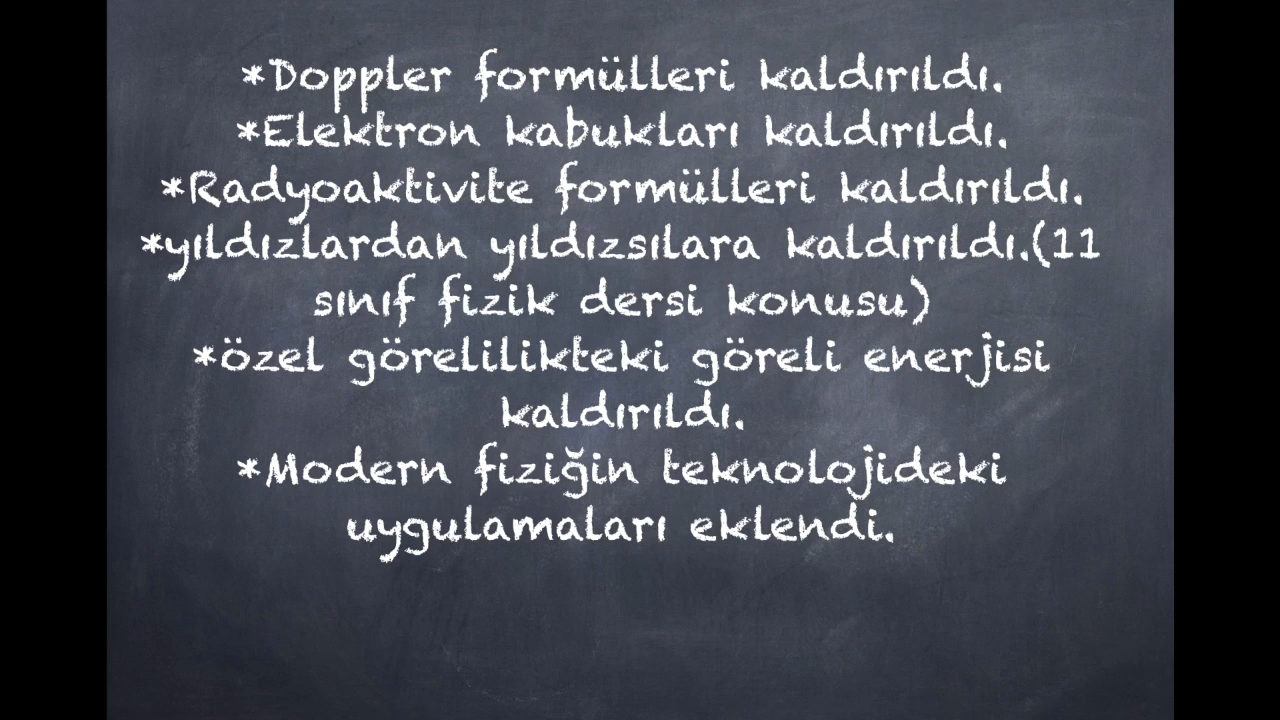 *Doppler formülleri kaldırıldı.
*Elektron kabukları kaldırıldı.
*Radyoaktivite formülleri kaldırıldı.
*yıldızlardan yıldızsılara kaldırıldı.(11
sınıf fizik dersi konusu)
*özel görelilikteki göreli enerjisi
kaldırıldı.
*Modern fiziğin teknolojideki
uygulamaları eklendi.